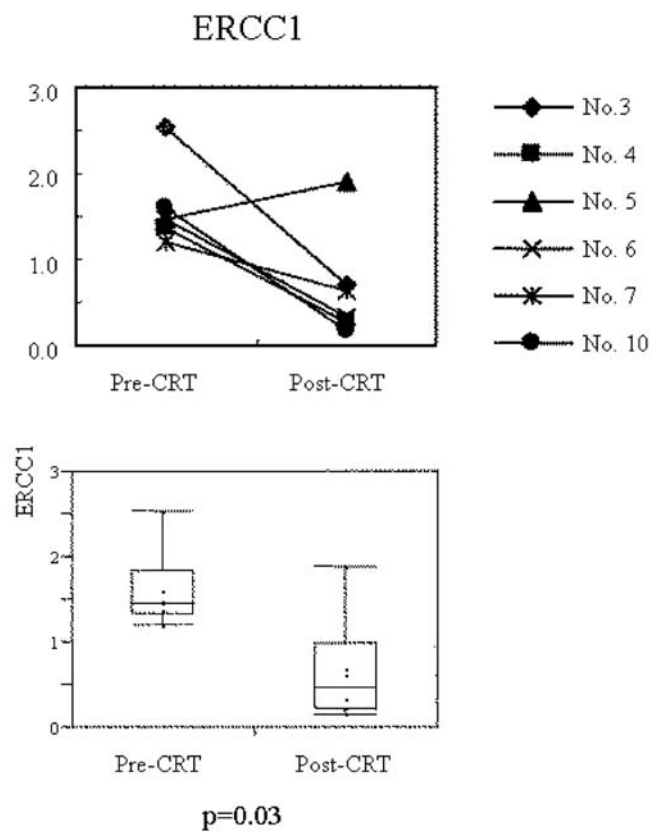 ERCC1
3.0
2.0
1.0
0.0
Pre-CRT
Post-CRT
No.3
No. 4
No. 5
No. 6
No. 7
No. 10
ERCC1
3
2
1
0
Pre-CRT
Post-CRT
p=0.03